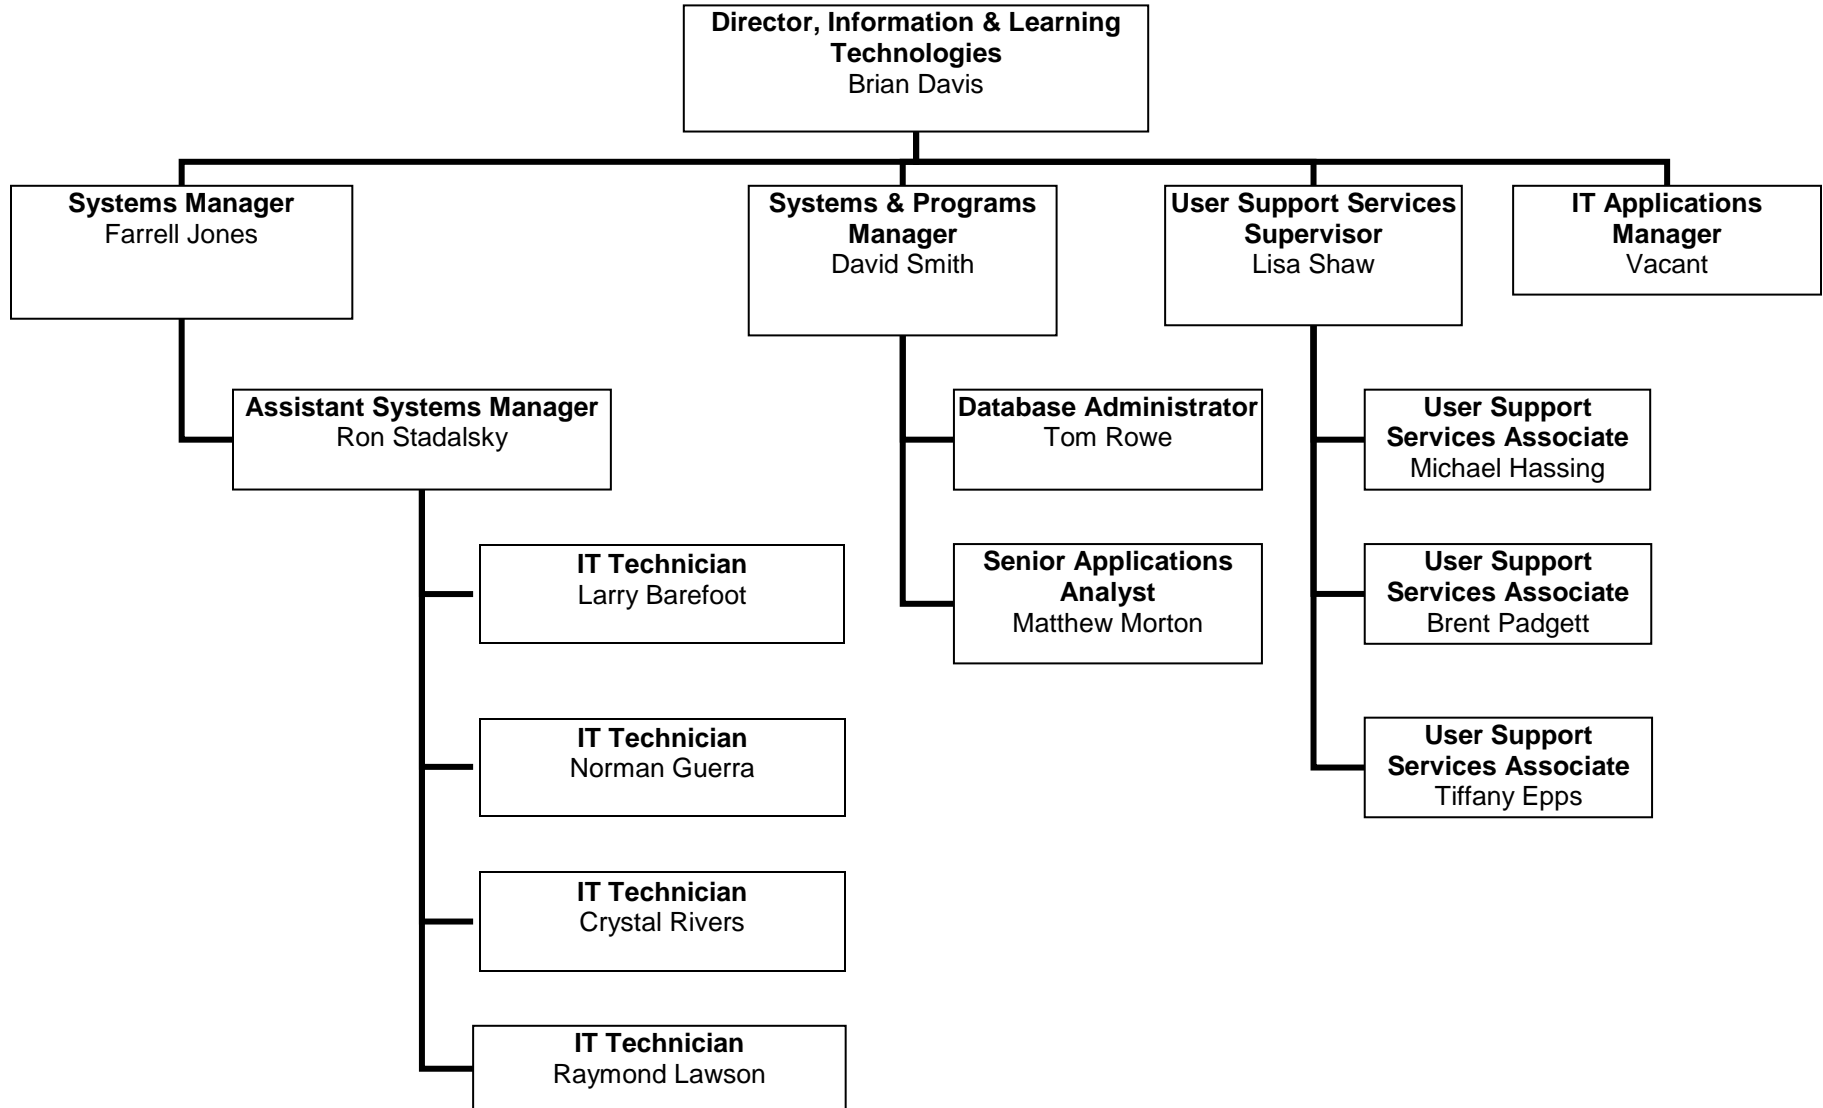 Director, Information & Learning
Technologies
Brian Davis
Systems Manager
Farrell Jones
Systems & Programs
Manager
David Smith
User Support Services
Supervisor
Lisa Shaw
IT Applications
Manager
Vacant
Assistant Systems Manager
Ron Stadalsky
Database Administrator
Tom Rowe
User Support
Services Associate
Michael Hassing
IT Technician
Larry Barefoot
Senior Applications
Analyst
Matthew Morton
User Support
Services Associate
Brent Padgett
IT Technician
Norman Guerra
User Support
Services Associate
Tiffany Epps
IT Technician
Crystal Rivers
IT Technician
Raymond Lawson